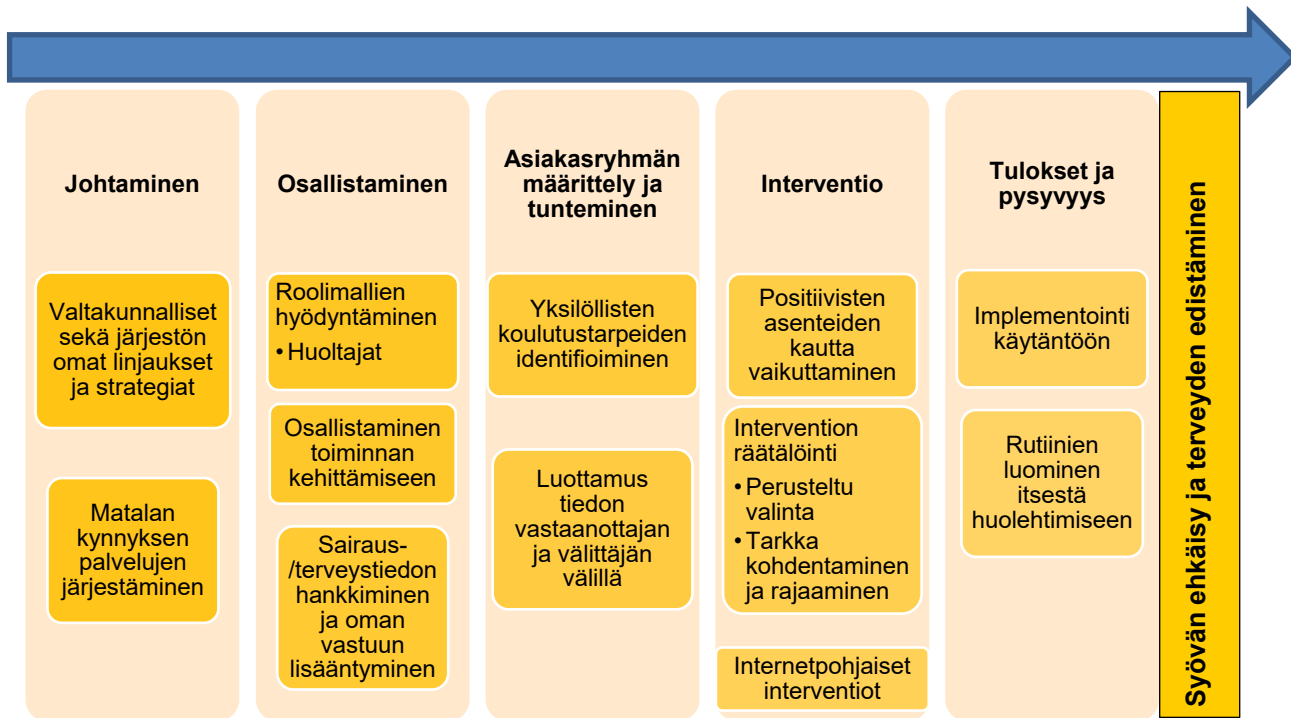 Johtaminen
Valtakunnalliset
sekä järjestön
omat linjaukset
ja strategiat
Matalan
kynnyksen
palvelujen
järjestäminen
Osallistaminen
Roolimallien
hyödyntäminen
• Huoltajat
Osallistaminen
toiminnan
kehittämiseen
Sairaus-
/terveystiedon
hankkiminen
ja oman
vastuun
lisääntyminen
Asiakasryhmän
määrittely ja
tunteminen
Yksilöllisten
koulutustarpeiden
identifioiminen
Luottamus
tiedon
vastaanottajan
ja välittäjän
välillä
Interventio
Positiivisten
asenteiden
kautta
vaikuttaminen
Intervention
räätälöinti
• Perusteltu
valinta
• Tarkka
kohdentaminen
ja rajaaminen
Internetpohjaiset
interventiot
Tulokset ja
pysyvyys
Implementointi
käytäntöön
Rutiinien
luominen
itsestä
huolehtimiseen
Syövän ehkäisy ja terveyden edistäminen